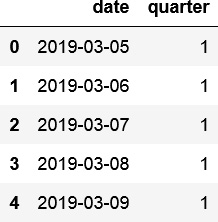 date quarter
0 2019-03-05 1
1 2019-03-06 1
2 2019-03-07 1
3 2019-03-08 1
4 2019-03-09 1